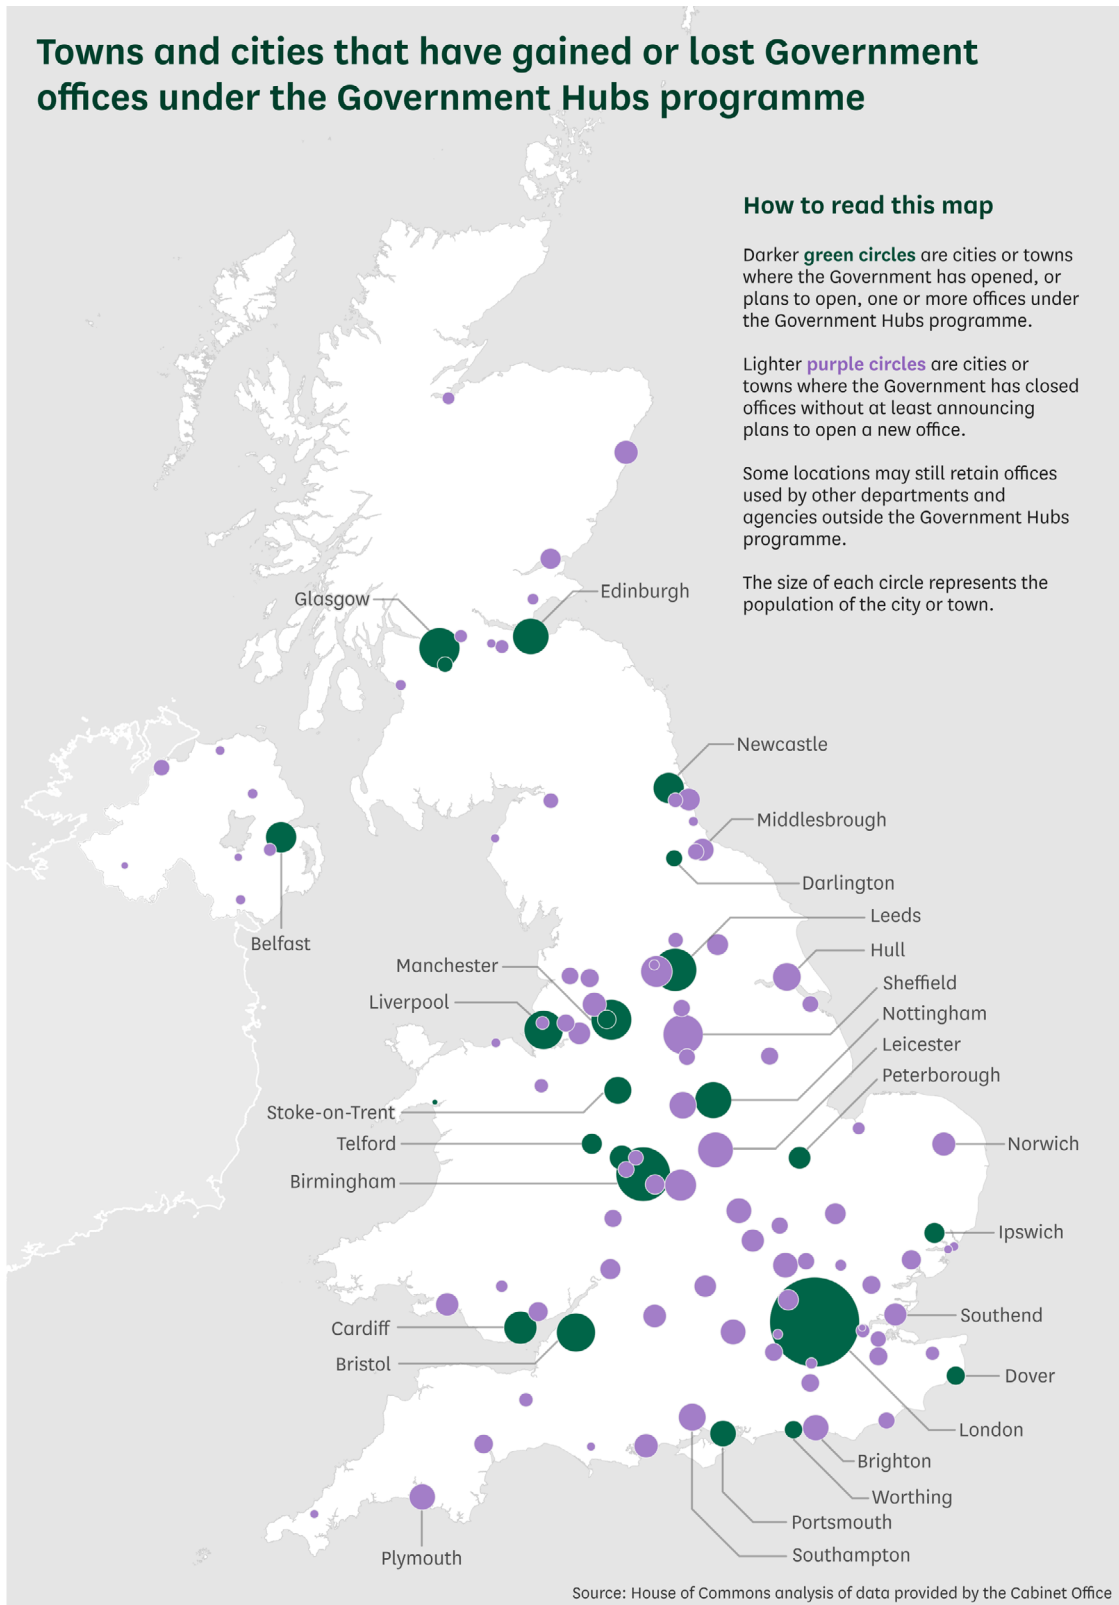 Towns and cities that have gained or lost Government
offices under the Government Hubs programme
How to read this map
Darker green circles are cities or towns
where the Government has opened, or
plans to open, one or more offices under
the Government Hubs programme.
Lighter purple circles are cities or
towns where the Government has closed
offices without at least announcing
plans to open a new office.
Some locations may still retain offices
used by other departments and
agencies outside the Government Hubs
programme.
The size of each circle represents the
population of the city or town.
Glasgow
Edinburgh
Newcastle
Middlesbrough
Darlington
Belfast
Leeds
Hull
Manchester
Sheffield
Liverpool
Nottingham
Leicester
Peterborough
Stoke-on-Trent
Telford
Norwich
Birmingham
Ipswich
Southend
Cardiff
Bristol
Dover
London
Brighton
Worthing
Portsmouth
Southampton
Plymouth
Source: House of Commons analysis of data provided by the Cabinet Office